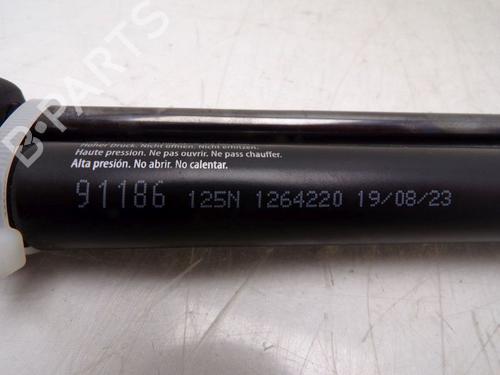 B-PARTS
Hoher Druck. Nicht öffnen. Nicht erhitzen.
Haute pression. Ne pas ouvrir. Ne pass chauffer.
Alta presión. No abrir. No calentar.
91186 125N 1264220 19/08/23